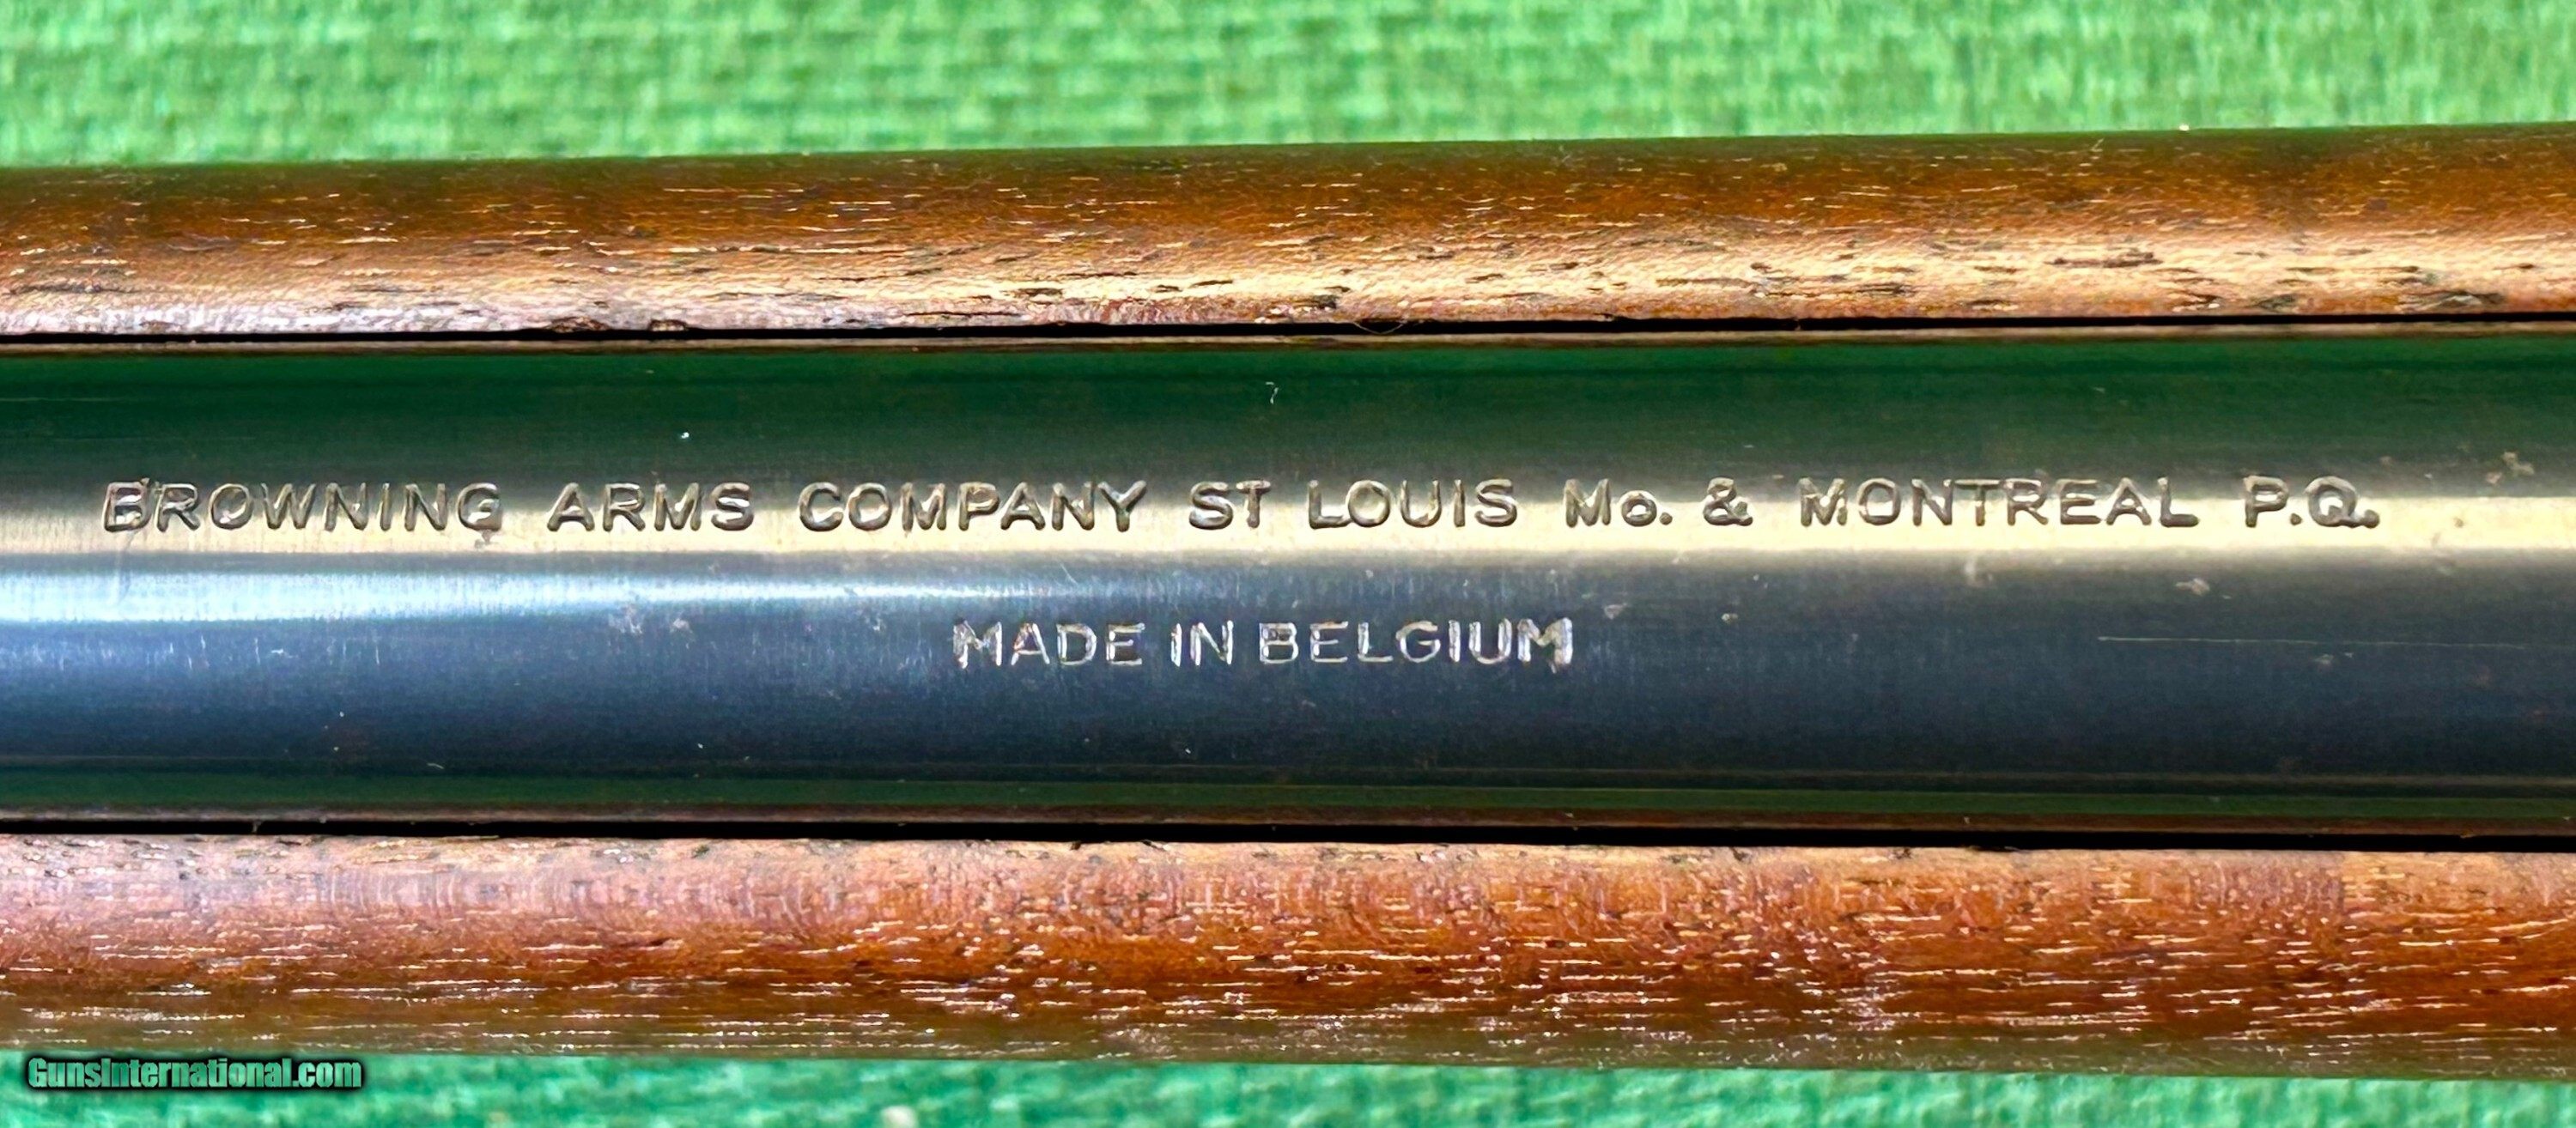 BROWNING ARMS COMPANY ST LOUIS Mo. & MONTREAL P.Q.
MADE IN BELGIUM
GunsInternational.com